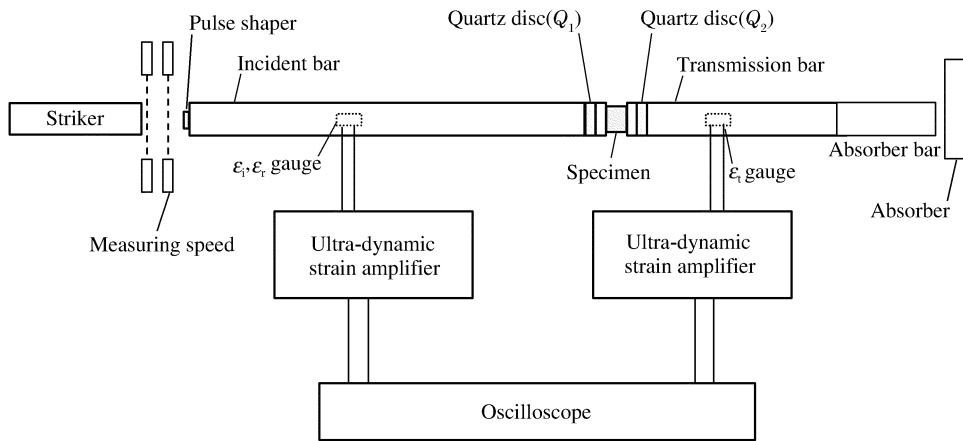 Quartz disc(Q1)
Quartz disc(Q2)
Pulse shaper
Incident bar
Transmission bar
Striker
εi,εr gauge
Specimen
εt gauge
Absorber bar
Absorber
Measuring speed
Ultra-dynamic
strain amplifier
Ultra-dynamic
strain amplifier
Oscilloscope